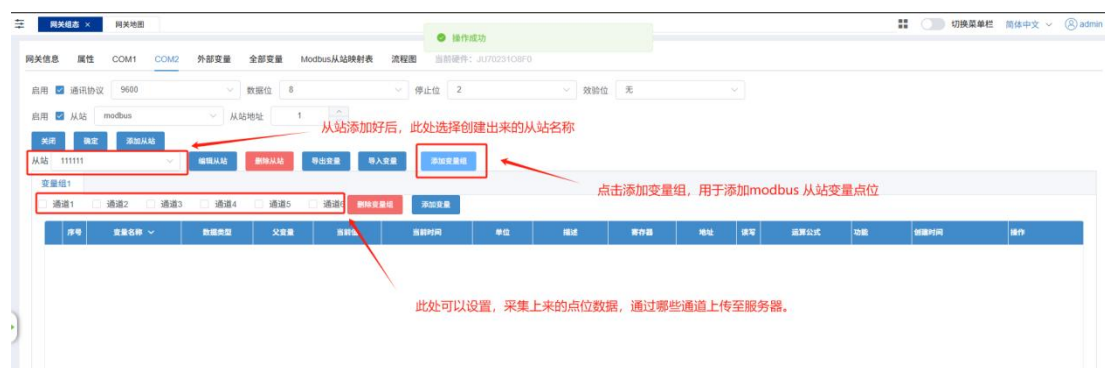 网关组态 × 网关地图 切换菜单栏 简体中文 admin
操作成功
网关信息 属性 COM1 COM2 外部变量 全部变量 Modbus从站映射表 流程图 当前硬件：JU70231O8F0
启用 通讯协议 9600 数据位 8 停止位 2 效验位 无
启用 从站 modbus 从站地址 1
从站添加好后，此处选择创建出来的从站名称
关闭 确定 添加从站
从站 111111 编辑从站 删除从站 导出变量 导入变量 添加变量组
点击添加变量组，用于添加modbus 从站变量点位
变量组1
通道1 通道2 通道3 通道4 通道5 通道6 删除变量组 添加变量
序号 变量名称 数据类型 父变量 当前值 当前时间 单位 描述 寄存器 地址 读写 运算公式 功能 创建时间 操作
此处可以设置，采集上来的点位数据，通过哪些通道上传至服务器。